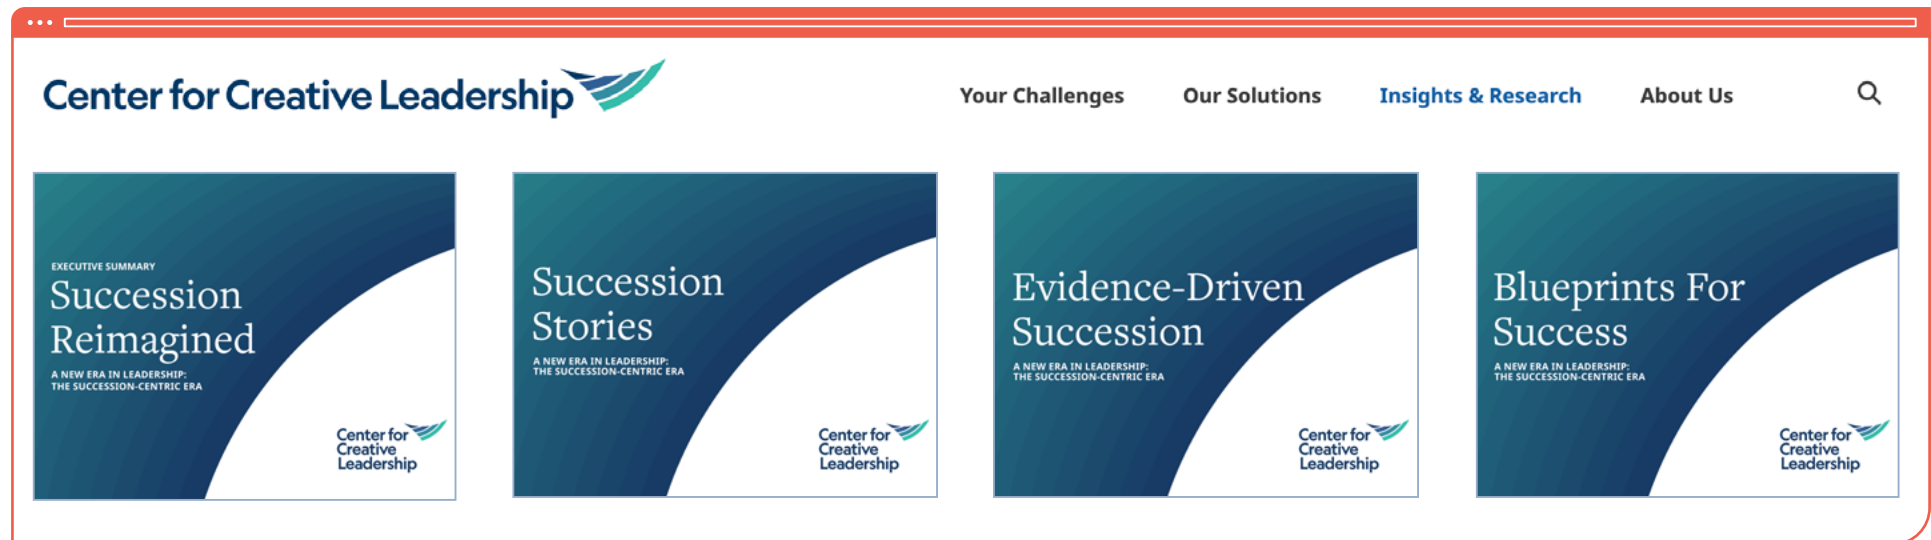 Center for Creative Leadership
Your Challenges
Our Solutions
Insights & Research
About Us
EXECUTIVE SUMMARY
Succession
Reimagined
A NEW ERA IN LEADERSHIP:
THE SUCCESSION-CENTRIC ERA
Center for
Creative
Leadership
Succession
Stories
A NEW ERA IN LEADERSHIP:
THE SUCCESSION-CENTRIC ERA
Center for
Creative
Leadership
Evidence-Driven
Succession
A NEW ERA IN LEADERSHIP:
THE SUCCESSION-CENTRIC ERA
Center for
Creative
Leadership
Blueprints For
Success
A NEW ERA IN LEADERSHIP:
THE SUCCESSION-CENTRIC ERA
Center for
Creative
Leadership